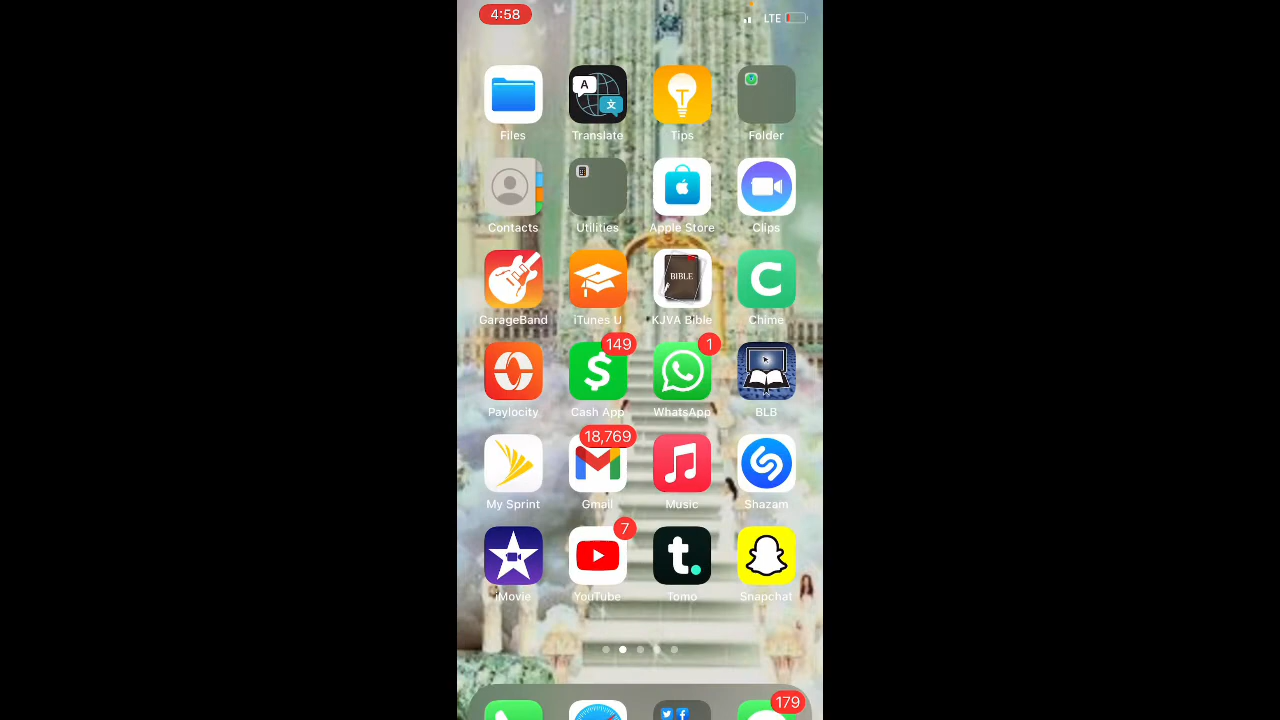 4:58
LTE
A
文
T
Files
Translate
Tips
Folder
Contacts
Utilities
Apple Store
Clips
BIBLE
C
GarageBand
iTunes U
KJVA Bible
Chime
149
1
$
Paylocity
Cash App
WhatsApp
BLB
18,769
My Sprint
Gmail
Music
Shazam
7
t.
iMovie
YouTube
Tomo
Snapchat
179